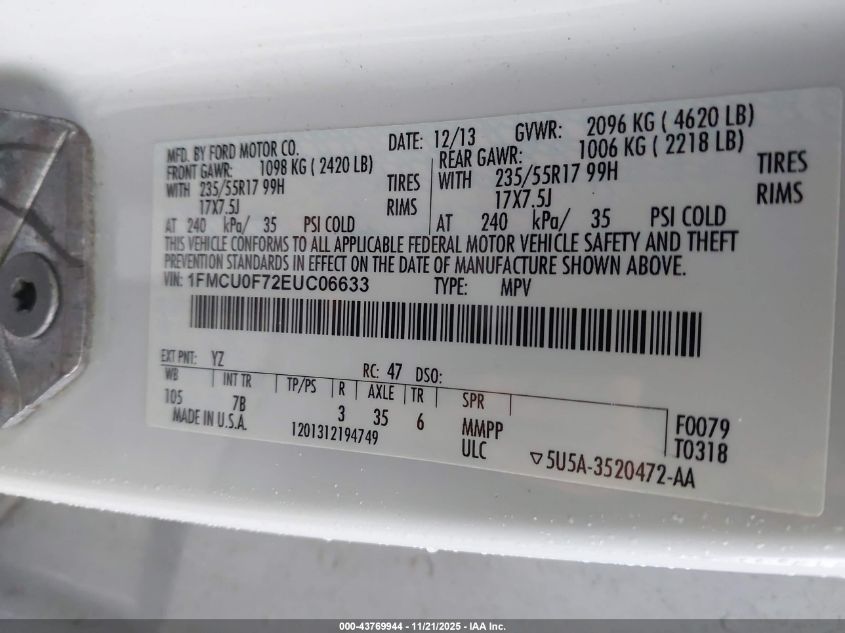 MFD. BY FORD MOTOR CO.
DATE: 12/13 GVWR: 2096 KG ( 4620 LB)
FRONT GAWR: 1098 KG ( 2420 LB)
WITH 235/55R17 99H TIRES
17X7.5J RIMS
AT 240 kPa/ 35 PSI COLD
REAR GAWR: 1006 KG ( 2218 LB)
WITH 235/55R17 99H TIRES
17X7.5J RIMS
AT 240 kPa/ 35 PSI COLD
THIS VEHICLE CONFORMS TO ALL APPLICABLE FEDERAL MOTOR VEHICLE SAFETY AND THEFT
PREVENTION STANDARDS IN EFFECT ON THE DATE OF MANUFACTURE SHOWN ABOVE.
VIN: 1FMCU0F72EUC06633 TYPE: MPV
EXT PNT: YZ RC: 47 DSO:
WB INT TR TP/PS R AXLE TR SPR
105 7B 3 35 6 MMPP F0079
MADE IN U.S.A. 1201312194749 ULC T0318
5U5A-3520472-AA
000-43769944 - 11/21/2025 - IAA Inc.